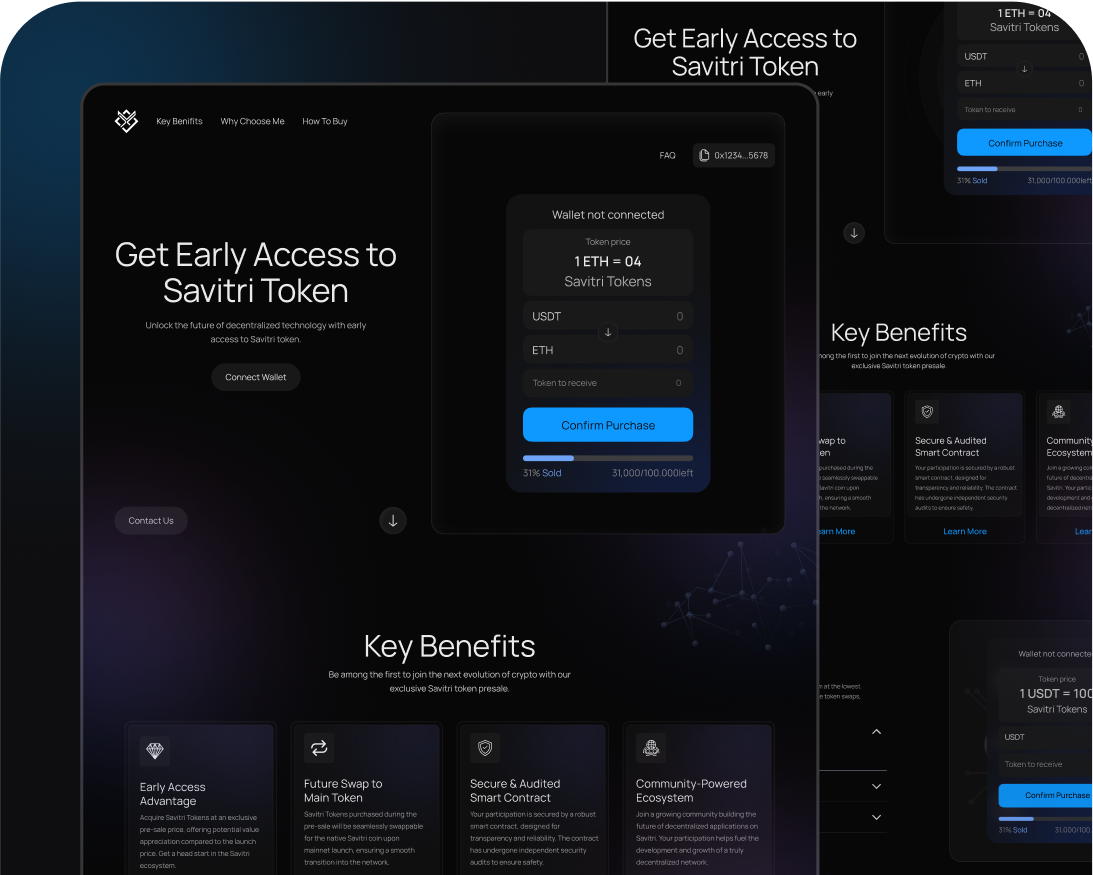 Key Benifits
Why Choose Me
How To Buy
FAQ
0x1234...5678
Get Early Access to
Savitri Token
Unlock the future of decentralized technology with early
access to Savitri token.
Connect Wallet
Contact Us
Wallet not connected
Token price
1 ETH = 04
Savitri Tokens
USDT 0
ETH 0
Token to receive 0
Confirm Purchase
31% Sold 31,000/100.000left
Key Benefits
Be among the first to join the next evolution of crypto with our
exclusive Savitri token presale.
Early Access
Advantage
Acquire Savitri Tokens at an exclusive
pre-sale price, offering potential value
appreciation compared to the launch
price. Get a head start in the Savitri
ecosystem.
Future Swap to
Main Token
Savitri Tokens purchased during the
pre-sale will be seamlessly swappable
for the native Savitri coin upon
mainnet launch, ensuring a smooth
transition into the network.
Secure & Audited
Smart Contract
Your participation is secured by a robust
smart contract, designed for
transparency and reliability. The contract
has undergone independent security
audits to ensure safety.
Community-Powered
Ecosystem
Join a growing community building the
future of decentralized applications on
Savitri. Your participation helps fuel the
development and growth of a truly
decentralized network.
Get Early Access to
Savitri Token
early
1 ETH = 04
Savitri Tokens
USDT 0
ETH 0
Token to receive 0
Confirm Purchase
31% Sold 31,000/100.000left
Key Benefits
among the first to join the next evolution of crypto with our
exclusive Savitri token presale.
purchased during the
seamlessly swappable
Savitri coin upon
ensuring a smooth
the network.
Learn More
Secure & Audited
Smart Contract
Your participation is secured by a robust
smart contract, designed for
transparency and reliability. The contract
has undergone independent security
audits to ensure safety.
Learn More
Community
Ecosystem
Join a growing
future of
Savitri. Your
development and
at the lowest
token swaps,
Wallet not connecte
Token price
1 USDT = 100
Savitri Tokens
USDT
Token to receive
Confirm Purchase
31% Sold 31,000/100.